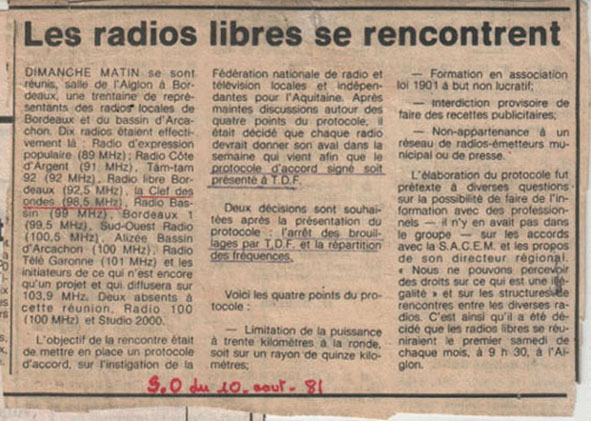 Les radios libres se rencontrent
DIMANCHE MATIN se sont
réunis, salle de l'Aiglon à Bor-
deaux, une trentaine de repré-
sentants des radios locales de
Bordeaux et du bassin d'Arca-
chon. Dix radios étaient effecti-
vement là : Radio d'expression
populaire (89 MHz) ; Radio Côte
d'Argent (91 MHz), Tam-tam
92 (92 MHz), Radio libre Bor-
deaux (92,5 MHz), la Clef des
ondes (98,5 MHz), Radio Bas-
sin (99 MHz), Bordeaux 1
(99,5 MHz), Sud-Ouest Radio
(100,5 MHz), Alizée Bassin
d'Arcachon (100 MHz), Radio
Télé Garonne (101 MHz) et les
initiateurs de ce qui n'est encore
qu'un projet et qui diffusera sur
103,9 MHz. Deux absents à
cette réunion, Radio 100
(100 MHz) et Studio 2000.
L'objectif de la rencontre était
de mettre en place un protocole
d'accord, sur l'instigation de la
Fédération nationale de radio et
télévision locales et indépen-
dantes pour l'Aquitaine. Après
maintes discussions autour des
quatre points du protocole, il
était décidé que chaque radio
devrait donner son aval dans la
semaine qui vient afin que le
protocole d'accord signé soit
présenté à T.D.F.
Deux décisions sont souhai-
tées après la présentation du
protocole : l'arrêt des brouil-
lages par T.D.F. et la répartition
des fréquences.
Voici les quatre points du pro-
tocole :
— Limitation de la puissance
à trente kilomètres à la ronde,
soit sur un rayon de quinze kilo-
mètres;
— Formation en association
loi 1901 à but non lucratif;
— Interdiction provisoire de
faire des recettes publicitaires;
— Non-appartenance à un
réseau de radios-émetteurs mu-
nicipal ou de presse.
L'élaboration du protocole fut
prétexte à diverses questions
sur la possibilité de faire de l'in-
formation avec des profession-
nels — il n'y en avait pas dans
le groupe — sur les accords
avec la S.A.C.E.M. et les propos
de son directeur régional.
« Nous ne pouvons percevoir
des droits sur ce qui est une illé-
galité » et sur les structures de
rencontres entre les diverses ra-
dios. C'est ainsi qu'il a été dé-
cidé que les radios libres se réu-
niraient le premier samedi de
chaque mois, à 9 h 30, à l'Ai-
glon.
S.O du 10 aout - 81